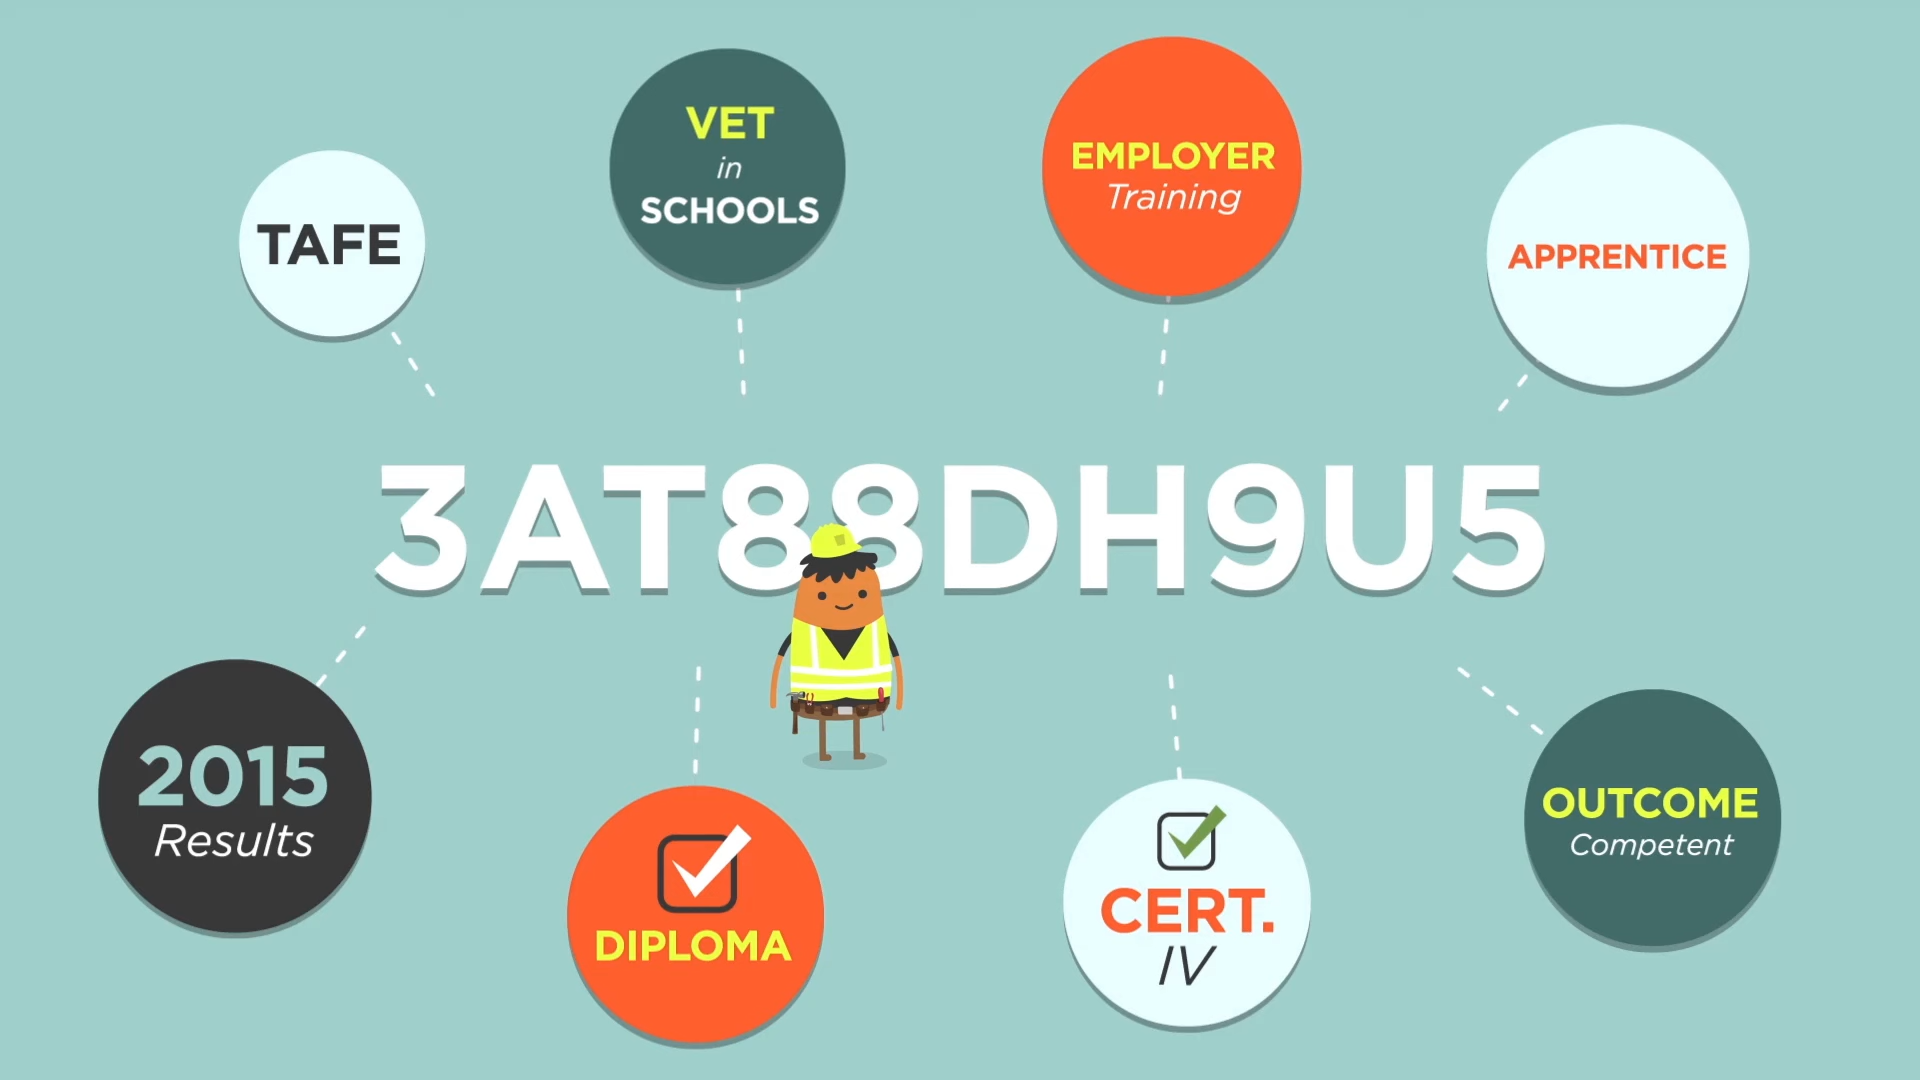 TAFE
VET
in
SCHOOLS
EMPLOYER
Training
APPRENTICE
3AT88DH9U5
2015
Results
DIPLOMA
CERT.
IV
OUTCOME
Competent